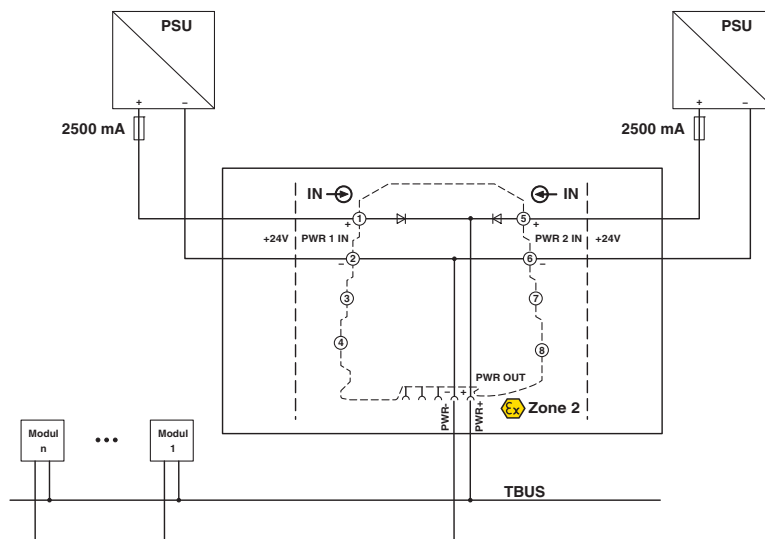 PSU
PSU
+ −
+ −
2500 mA
2500 mA
IN
IN
1
5
+
+
+24V
PWR 1 IN
PWR 2 IN
+24V
2
6
−
−
3
7
4
8
PWR OUT
− +
PWR-
PWR+
εx Zone 2
Modul
n
Modul
1
TBUS